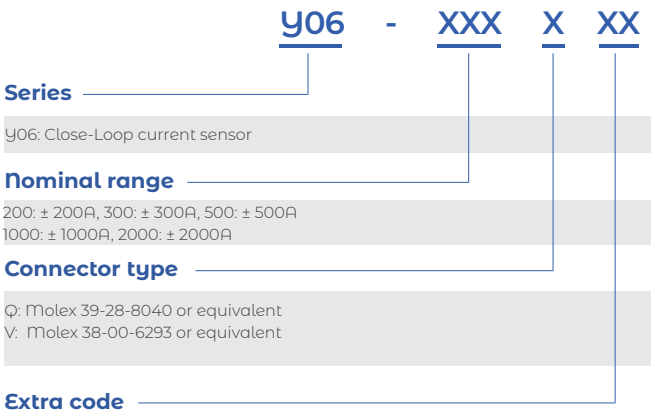 Y06 - XXX X XX
Series
Y06: Close-Loop current sensor
Nominal range
200: ± 200A, 300: ± 300A, 500: ± 500A
1000: ± 1000A, 2000: ± 2000A
Connector type
Q: Molex 39-28-8040 or equivalent
V: Molex 38-00-6293 or equivalent
Extra code